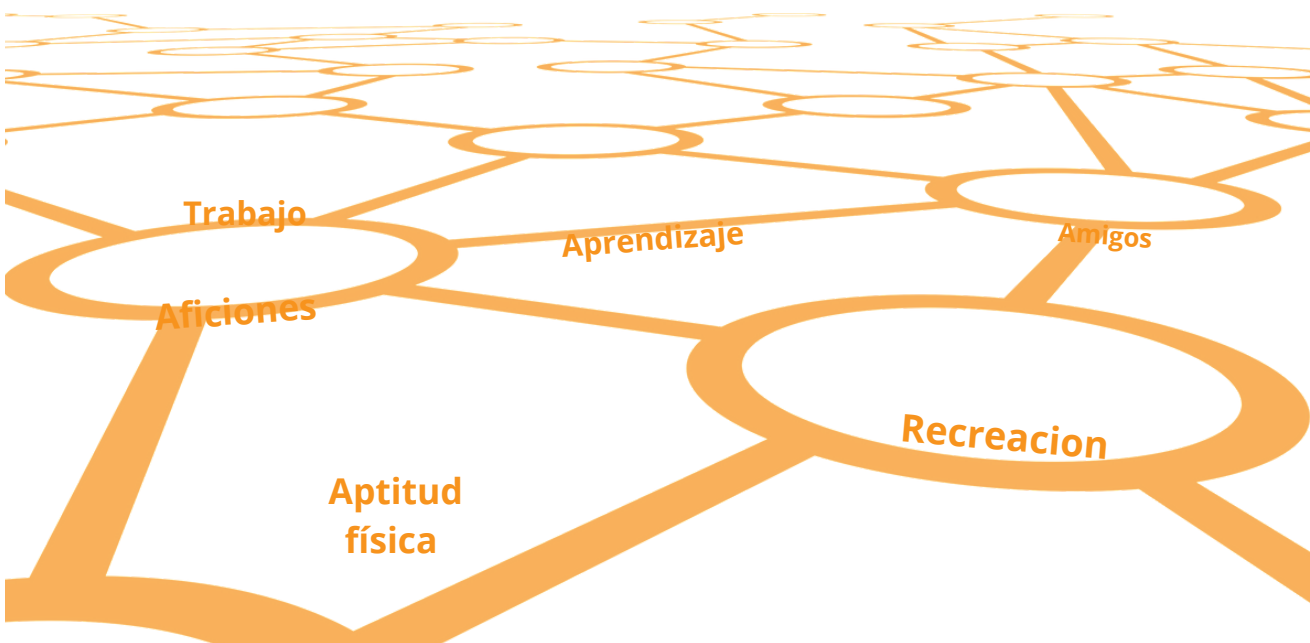 Trabajo
Aprendizaje
Amigos
Aficiones
Recreacion
Aptitud
física